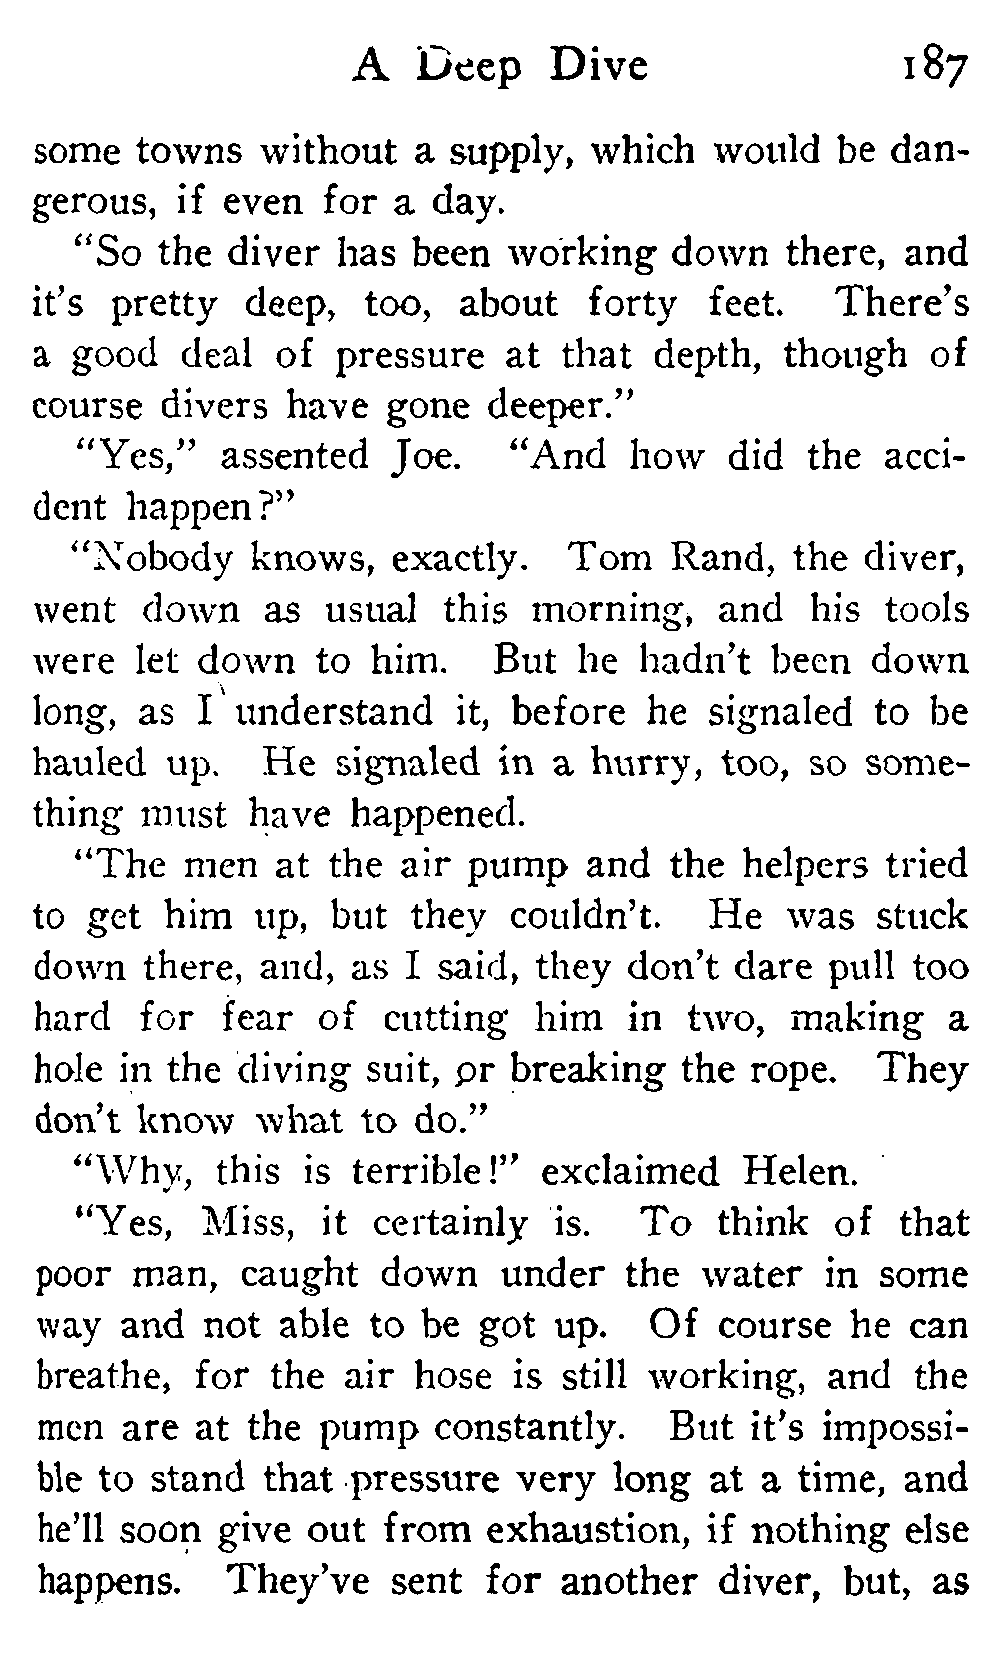 A Deep Dive 187
some towns without a supply, which would be dan-
gerous, if even for a day.
"So the diver has been working down there, and
it's pretty deep, too, about forty feet. There's
a good deal of pressure at that depth, though of
course divers have gone deeper."
"Yes," assented Joe. "And how did the acci-
dent happen?"
"Nobody knows, exactly. Tom Rand, the diver,
went down as usual this morning, and his tools
were let down to him. But he hadn't been down
long, as I understand it, before he signaled to be
hauled up. He signaled in a hurry, too, so some-
thing must have happened.
"The men at the air pump and the helpers tried
to get him up, but they couldn't. He was stuck
down there, and, as I said, they don't dare pull too
hard for fear of cutting him in two, making a
hole in the diving suit, or breaking the rope. They
don't know what to do."
"Why, this is terrible!" exclaimed Helen.
"Yes, Miss, it certainly is. To think of that
poor man, caught down under the water in some
way and not able to be got up. Of course he can
breathe, for the air hose is still working, and the
men are at the pump constantly. But it's impossi-
ble to stand that pressure very long at a time, and
he'll soon give out from exhaustion, if nothing else
happens. They've sent for another diver, but, as